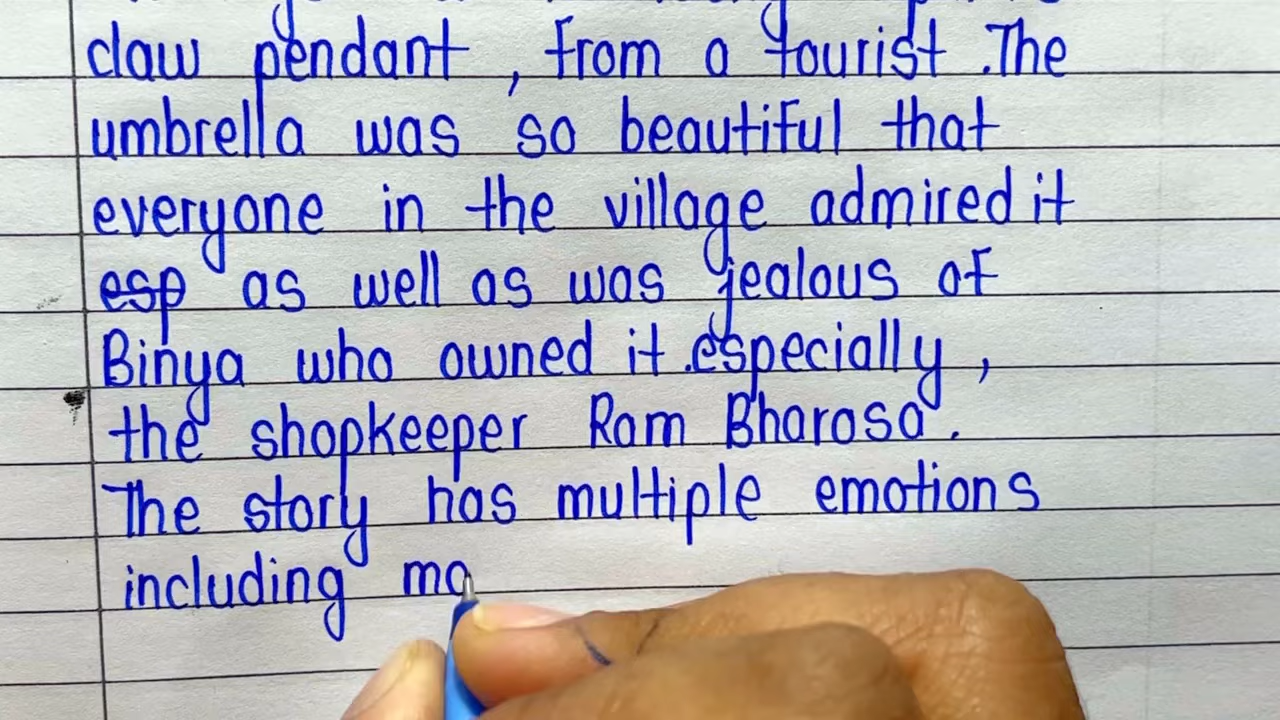 claw pendant , from a tourist .The
umbrella was so beautiful that
everyone in the village admired it
esp as well as was jealous of
Binya who owned it .especially ,
the shopkeeper Ram Bharosa .
The story has multiple emotions
including mo